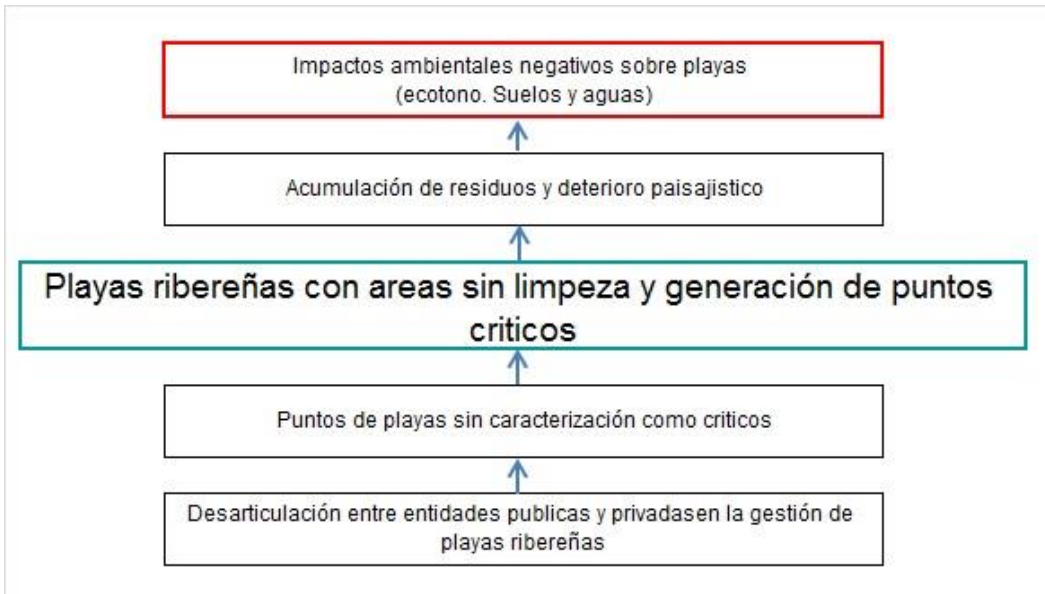 Impactos ambientales negativos sobre playas
(ecotono. Suelos y aguas)
Acumulación de residuos y deterioro paisajistico
Playas ribereñas con areas sin limpeza y generación de puntos
criticos
Puntos de playas sin caracterización como criticos
Desarticulación entre entidades publicas y privadasen la gestión de
playas ribereñas